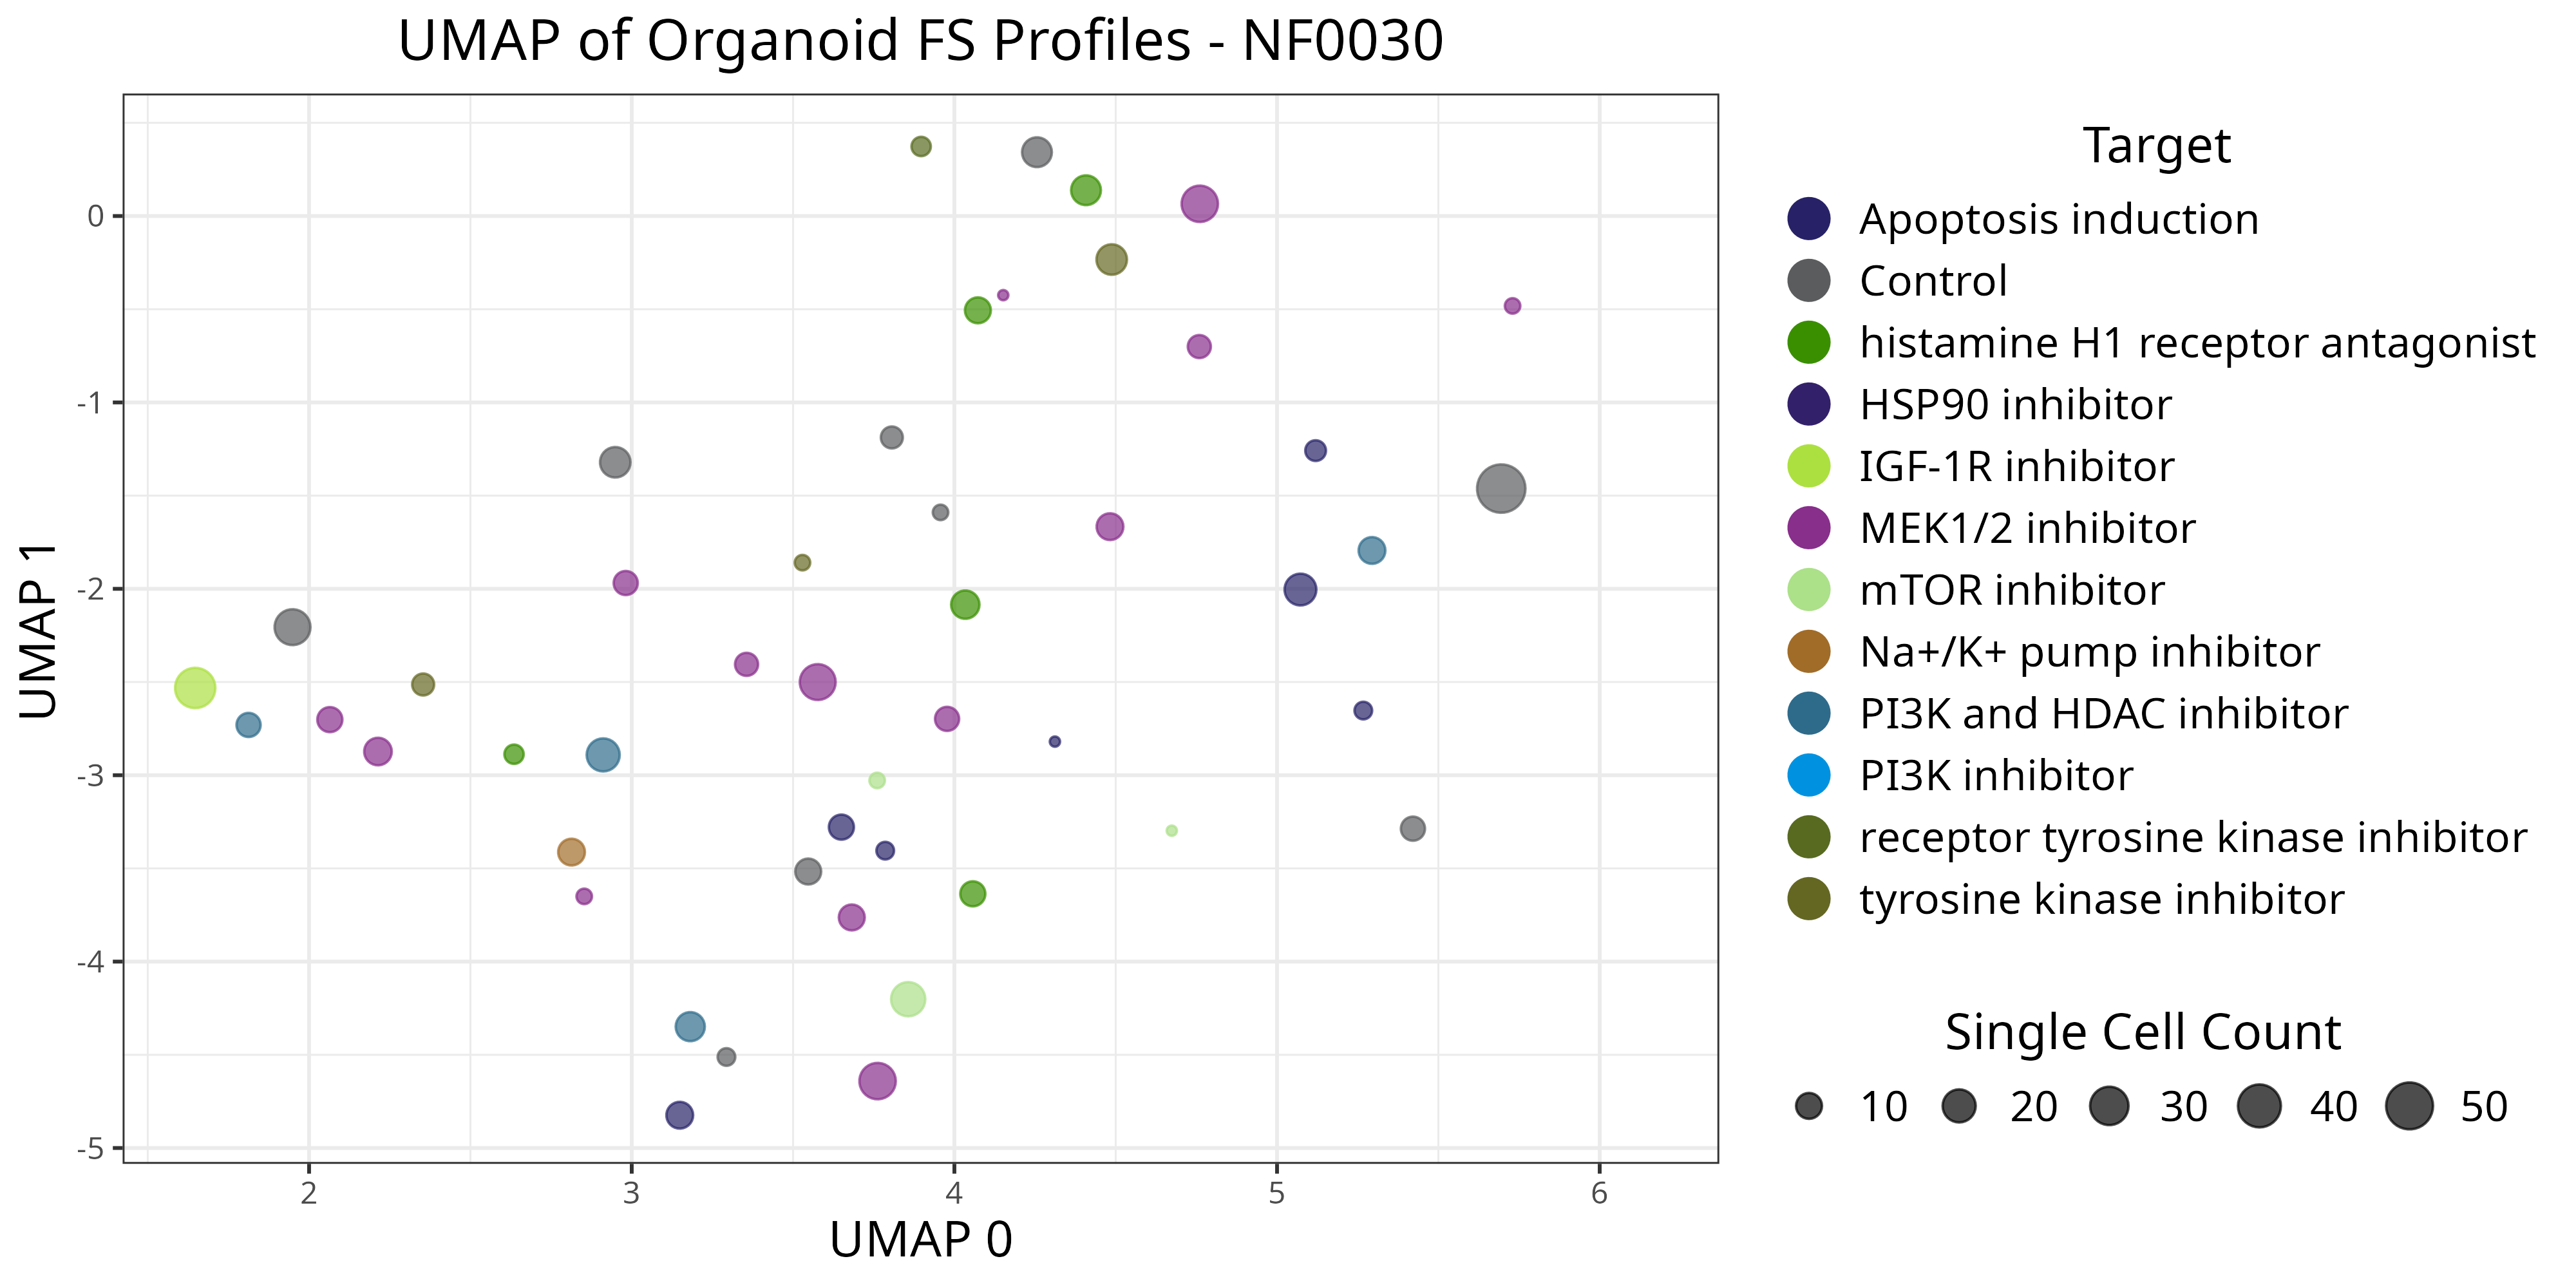 UMAP of Organoid FS Profiles - NF0030
Target
Apoptosis induction
Control
histamine H1 receptor antagonist
HSP90 inhibitor
IGF-1R inhibitor
MEK1/2 inhibitor
mTOR inhibitor
Na+/K+ pump inhibitor
PI3K and HDAC inhibitor
PI3K inhibitor
receptor tyrosine kinase inhibitor
tyrosine kinase inhibitor
Single Cell Count
10 20 30 40 50
UMAP 1
0
-1
-2
-3
-4
-5
2 3 4 5 6
UMAP 0